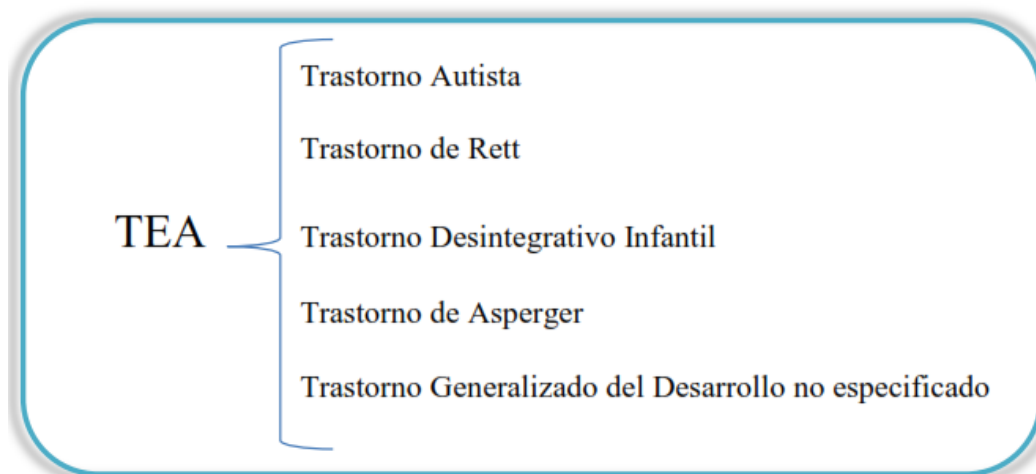 Trastorno Autista
Trastorno de Rett
TEA
Trastorno Desintegrativo Infantil
Trastorno de Asperger
Trastorno Generalizado del Desarrollo no especificado